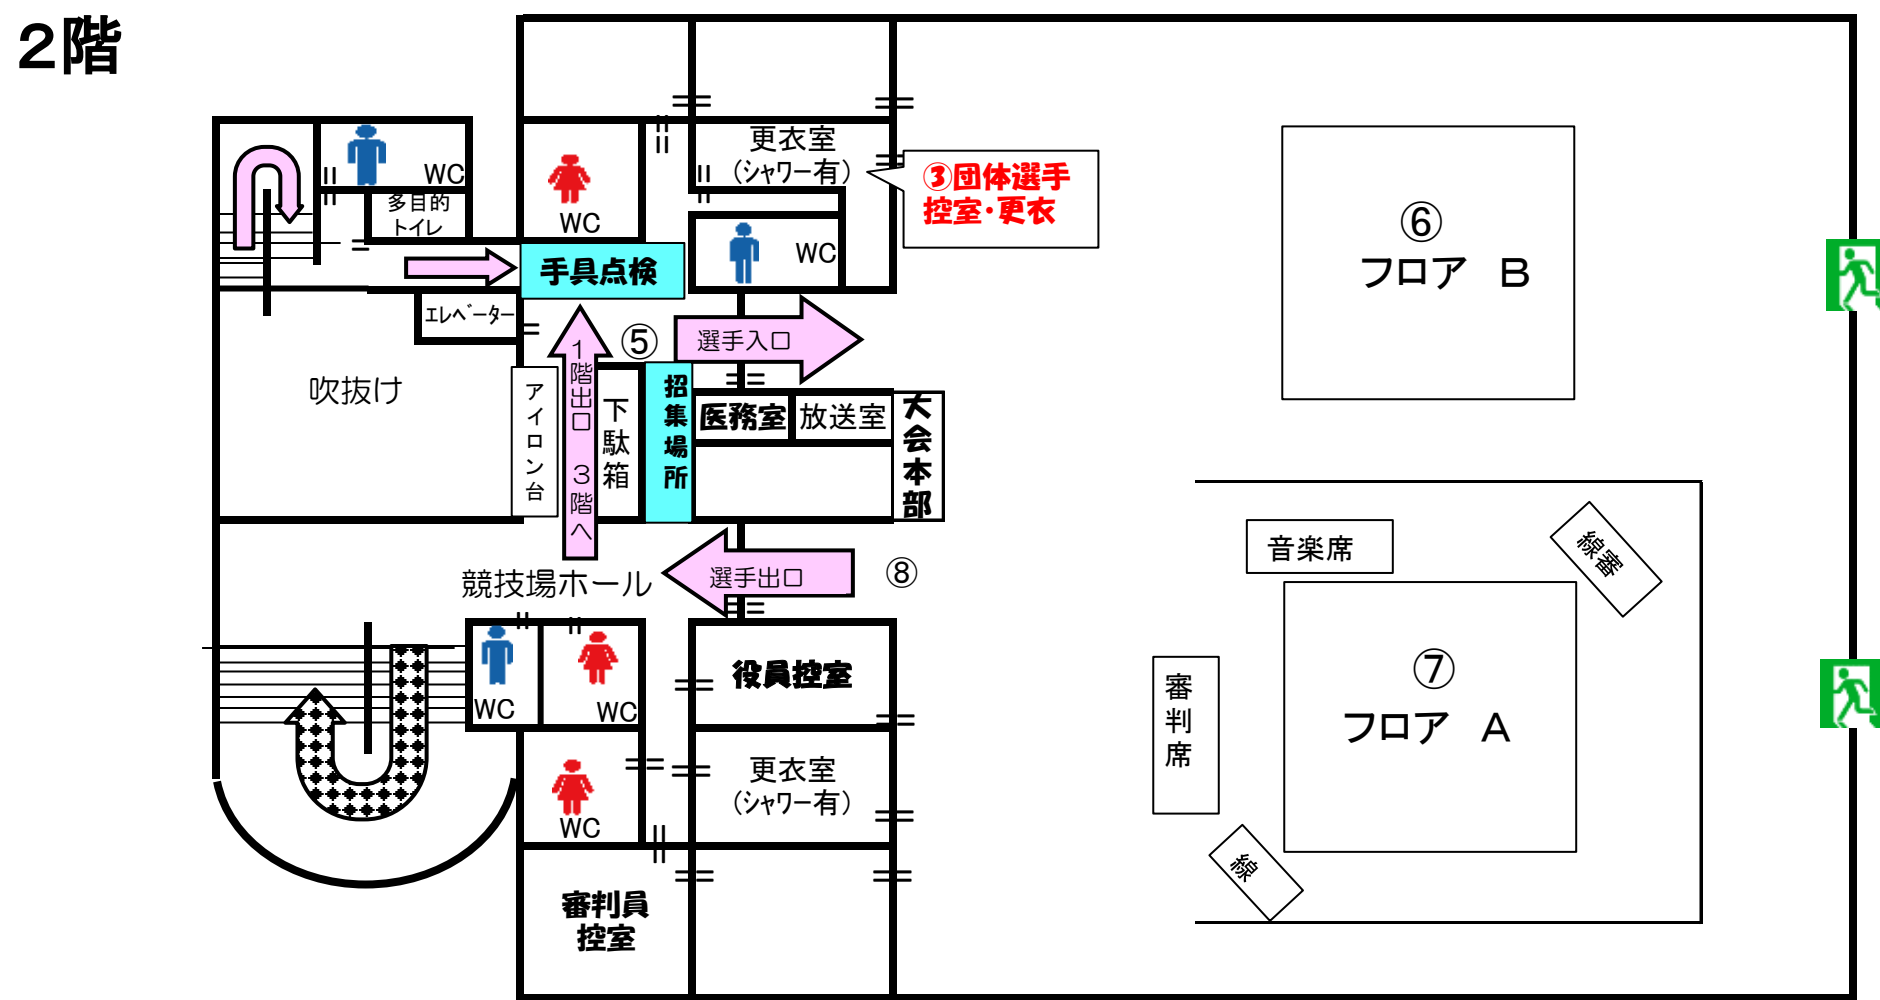 2階
WC
多目的
トイレ
WC
更衣室
(シャワー有)
③団体選手
控室・更衣
WC
手具点検
エレベーター
⑤
選手入口
1階出口 3階へ
吹抜け
アイロン台
下駄箱
招集場所
医務室
放送室
大会本部
⑥
フロア B
競技場ホール
選手出口
⑧
音楽席
線審
審判席
⑦
フロア A
線
WC
WC
役員控室
WC
更衣室
(シャワー有)
審判員
控室